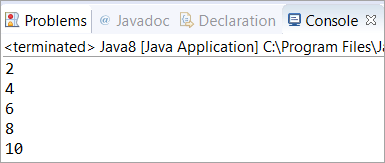 Problems @ Javadoc Declaration Console
<terminated> Java8 [Java Application] C:\Program Files\Ja
2
4
6
8
10